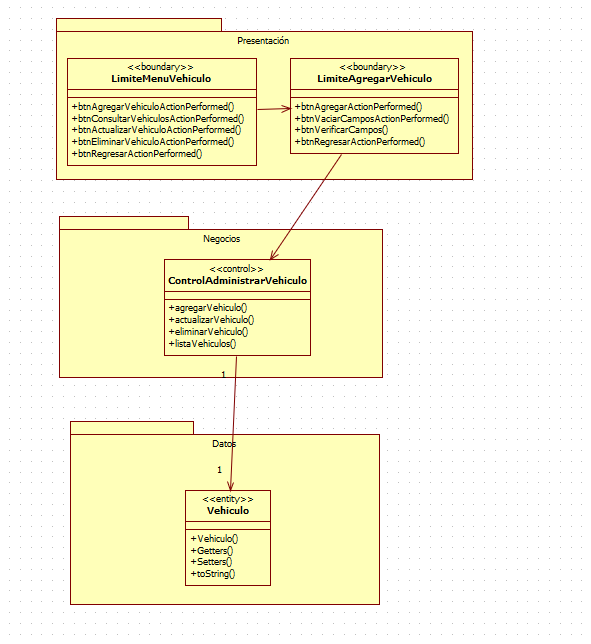 Presentación
<<boundary>>
LimiteMenuVehiculo
+btnAgregarVehiculoActionPerformed()
+btnConsultarVehiculosActionPerformed()
+btnActualizarVehiculoActionPerformed()
+btnEliminarVehiculoActionPerformed()
+btnRegresarActionPerformed()
<<boundary>>
LimiteAgregarVehiculo
+btnAgregarActionPerformed()
+btnVaciarCamposActionPerformed()
+btnVerificarCampos()
+btnRegresarActionPerformed()
Negocios
<<control>>
ControlAdministrarVehiculo
+agregarVehiculo()
+actualizarVehiculo()
+eliminarVehiculo()
+listaVehiculos()
1
Datos
1
<<entity>>
Vehiculo
+Vehiculo()
+Getters()
+Setters()
+toString()